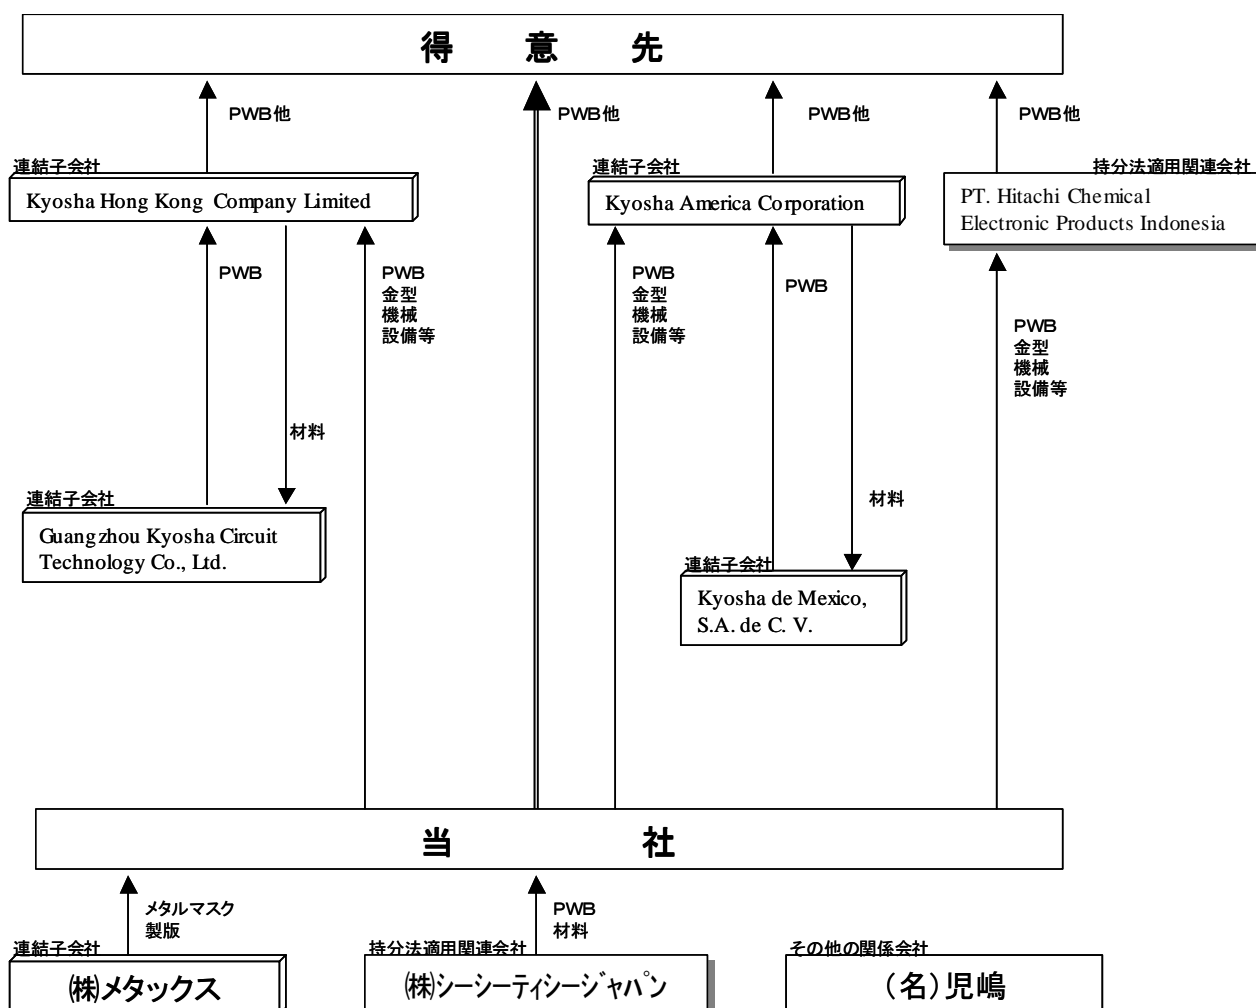 得 意 先
PWB他
PWB他
PWB他
PWB他
連結子会社
Kyosha Hong Kong Company Limited
連結子会社
Kyosha America Corporation
持分法適用関連会社
PT. Hitachi Chemical
Electronic Products Indonesia
PWB
材料
PWB
金型
機械
設備等
PWB
金型
機械
設備等
PWB
材料
PWB
金型
機械
設備等
連結子会社
Guangzhou Kyosha Circuit
Technology Co., Ltd.
連結子会社
Kyosha de Mexico,
S.A. de C. V.
当 社
メタルマスク
製版
PWB
材料
連結子会社
㈱メタックス
持分法適用関連会社
㈱シーシーティシージャパン
その他の関係会社
(名)児嶋